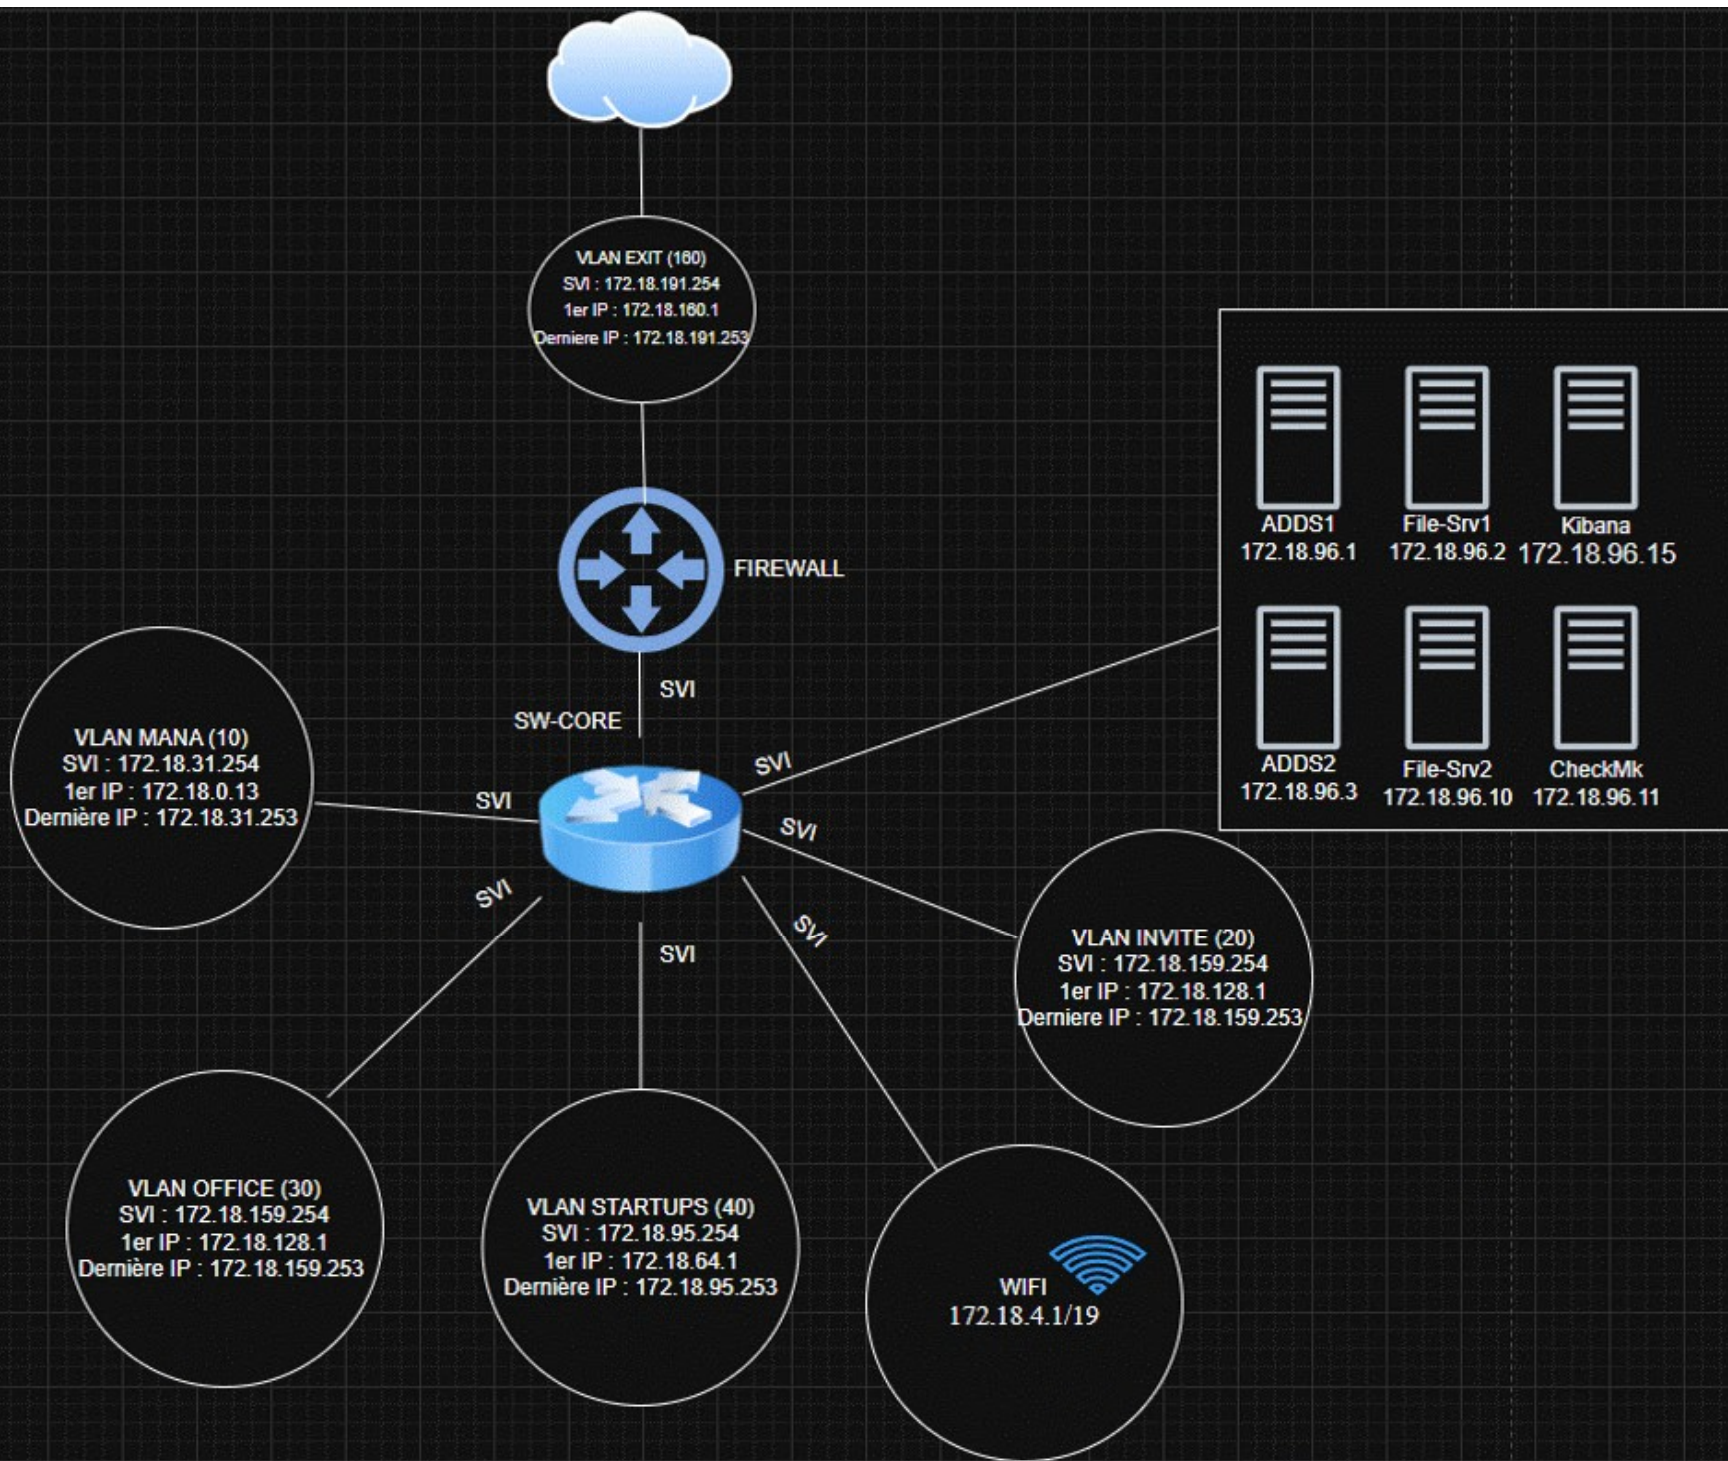 VLAN EXIT (160)
SVI : 172.18.191.254
1er IP : 172.18.160.1
Derniere IP : 172.18.191.253
FIREWALL
SVI
SW-CORE
SVI
SVI
SVI
SVI
SVI
SVI
ADDS1
172.18.96.1
File-Srv1
172.18.96.2
Kibana
172.18.96.15
ADDS2
172.18.96.3
File-Srv2
172.18.96.10
CheckMk
172.18.96.11
VLAN MANA (10)
SVI : 172.18.31.254
1er IP : 172.18.0.13
Dernière IP : 172.18.31.253
VLAN INVITE (20)
SVI : 172.18.159.254
1er IP : 172.18.128.1
Derniere IP : 172.18.159.253
VLAN OFFICE (30)
SVI : 172.18.159.254
1er IP : 172.18.128.1
Dernière IP : 172.18.159.253
VLAN STARTUPS (40)
SVI : 172.18.95.254
1er IP : 172.18.64.1
Dernière IP : 172.18.95.253
WIFI
172.18.4.1/19